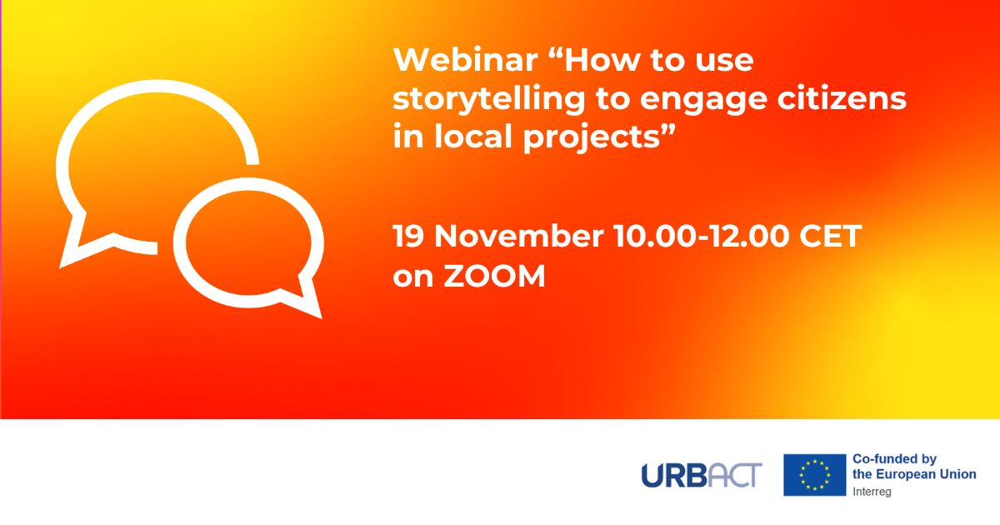 Webinar “How to use
storytelling to engage citizens
in local projects”
19 November 10.00-12.00 CET
on ZOOM
URBACT
Co-funded by
the European Union
Interreg